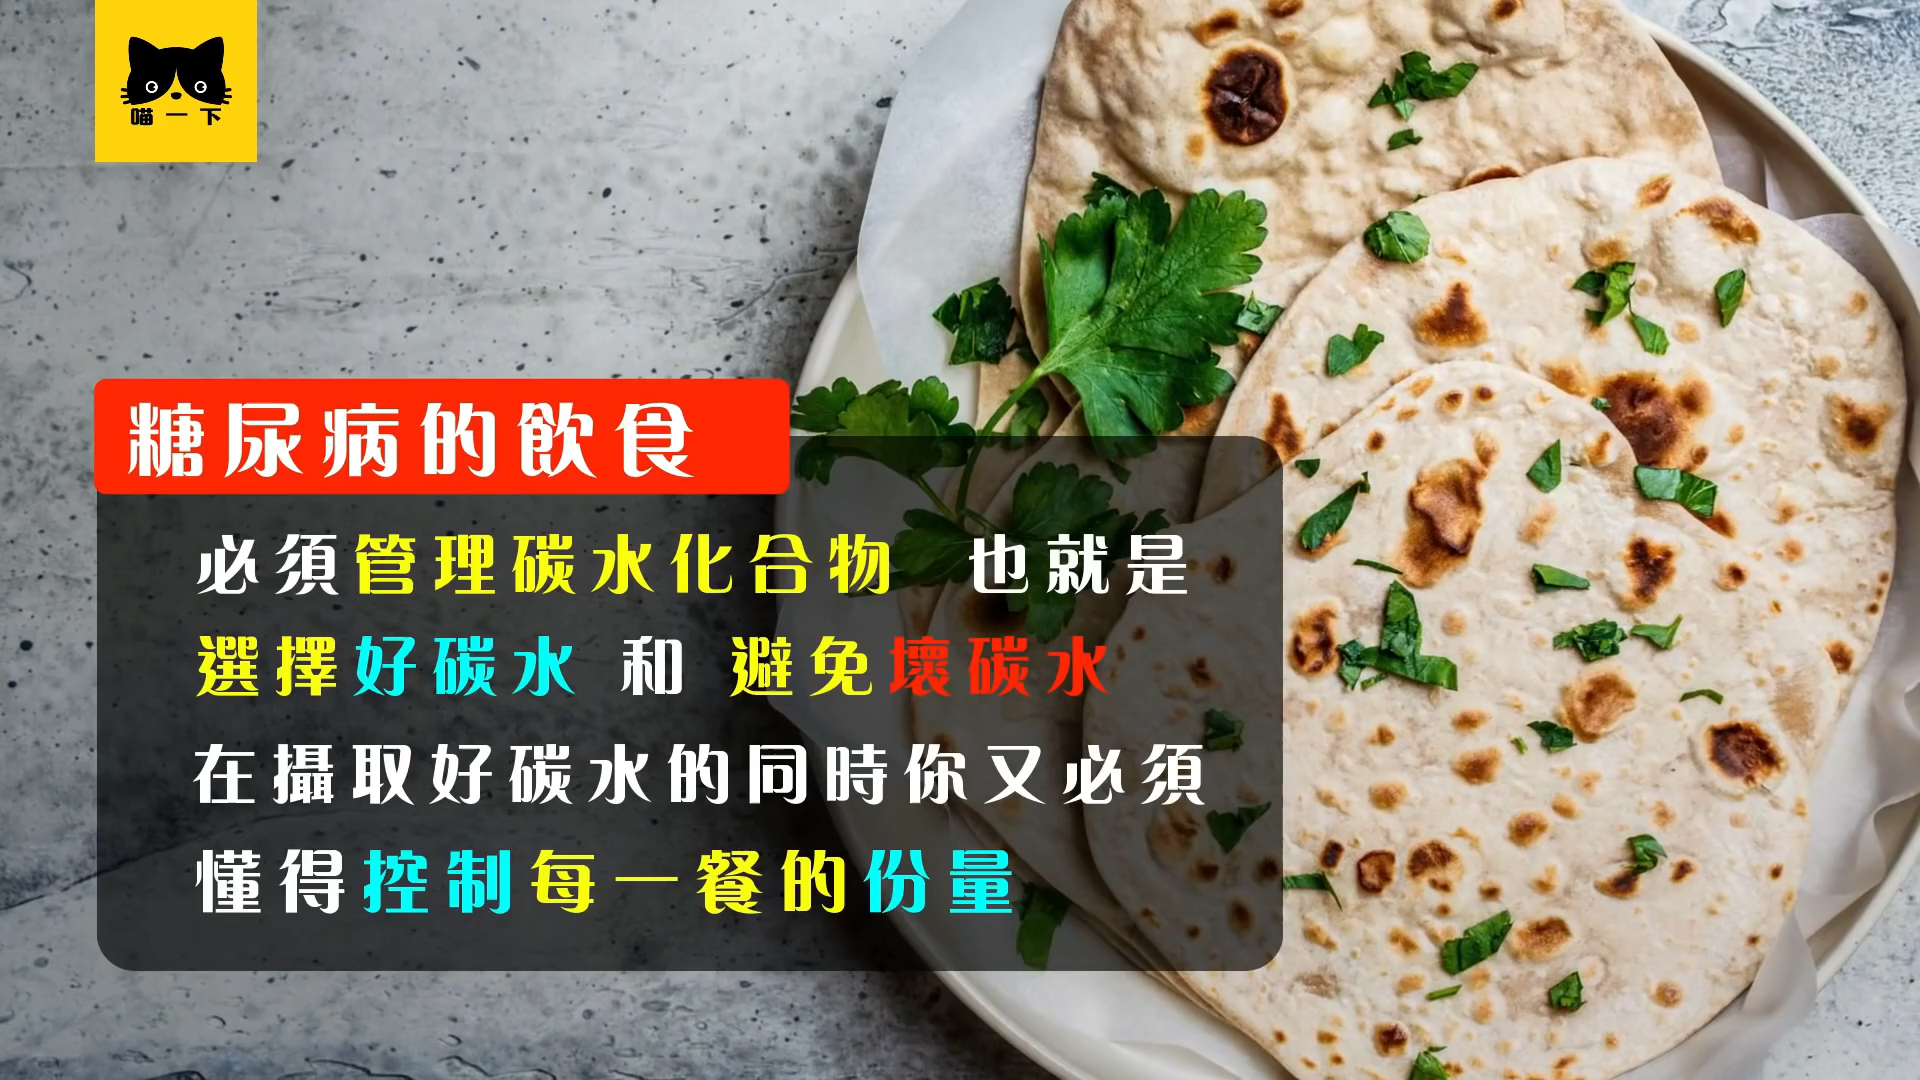 喵一下
糖尿病的飲食
必須管理碳水化合物 也就是
選擇好碳水 和 避免壞碳水
在攝取好碳水的同時你又必須
懂得控制每一餐的份量